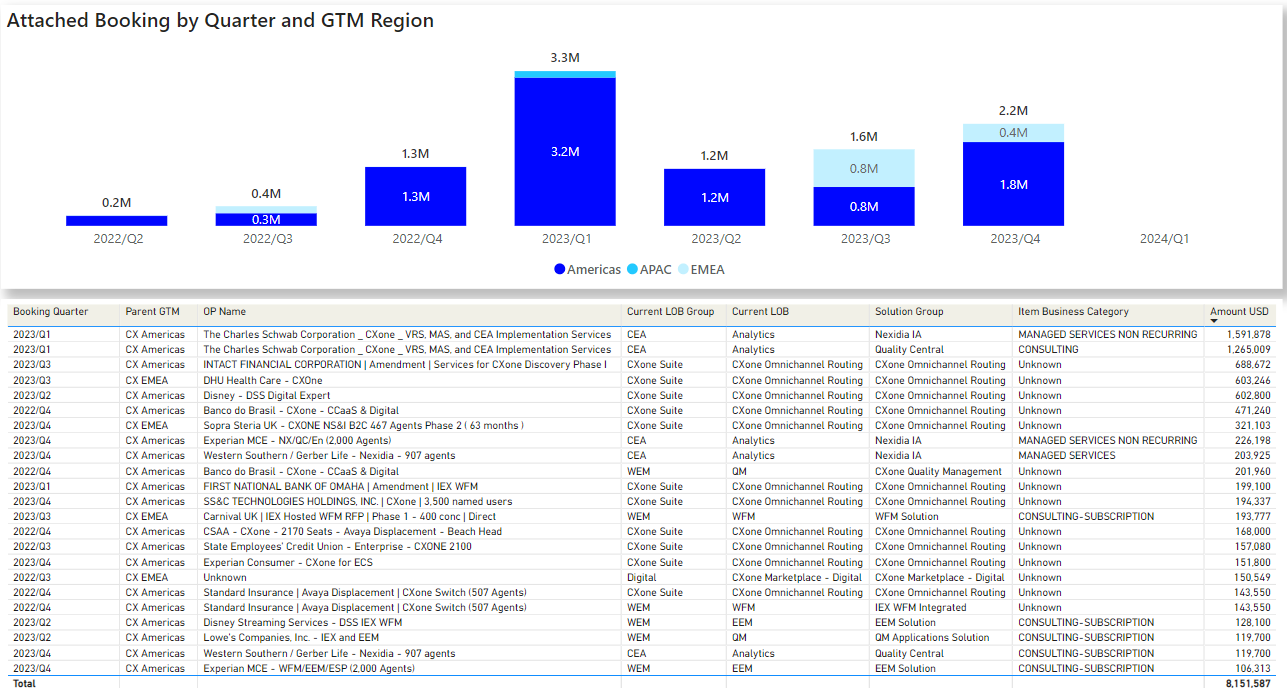 Attached Booking by Quarter and GTM Region
3.3M
2.2M
0.4M
1.6M
1.3M
3.2M
1.2M
0.8M
1.8M
0.4M
0.2M
1.3M
1.2M
0.8M
0.3M
2022/Q2 2022/Q3 2022/Q4 2023/Q1 2023/Q2 2023/Q3 2023/Q4 2024/Q1
Americas APAC EMEA
Booking Quarter Parent GTM OP Name Current LOB Group Current LOB Solution Group Item Business Category Amount USD
2023/Q1 CX Americas The Charles Schwab Corporation _ CXone _ VRS, MAS, and CEA Implementation Services CEA Analytics Nexidia IA MANAGED SERVICES NON RECURRING 1,591,878
2023/Q1 CX Americas The Charles Schwab Corporation _ CXone _ VRS, MAS, and CEA Implementation Services CEA Analytics Quality Central CONSULTING 1,265,009
2023/Q3 CX Americas INTACT FINANCIAL CORPORATION | Amendment | Services for CXone Discovery Phase I CXone Suite CXone Omnichannel Routing CXone Omnichannel Routing Unknown 688,672
2023/Q3 CX EMEA DHU Health Care - CXOne CXone Suite CXone Omnichannel Routing CXone Omnichannel Routing Unknown 603,246
2023/Q2 CX Americas Disney - DSS Digital Expert CXone Suite CXone Omnichannel Routing CXone Omnichannel Routing Unknown 602,800
2022/Q4 CX Americas Banco do Brasil - CXone - CCaaS & Digital CXone Suite CXone Omnichannel Routing CXone Omnichannel Routing Unknown 471,240
2023/Q4 CX EMEA Sopra Steria UK - CXONE NS&I B2C 467 Agents Phase 2 ( 63 months ) CXone Suite CXone Omnichannel Routing CXone Omnichannel Routing Unknown 321,103
2023/Q4 CX Americas Experian MCE - NX/QC/En (2,000 Agents) CEA Analytics Nexidia IA MANAGED SERVICES NON RECURRING 226,198
2023/Q4 CX Americas Western Southern / Gerber Life - Nexidia - 907 agents CEA Analytics Nexidia IA MANAGED SERVICES 203,925
2022/Q4 CX Americas Banco do Brasil - CXone - CCaaS & Digital WEM QM CXone Quality Management Unknown 201,960
2023/Q1 CX Americas FIRST NATIONAL BANK OF OMAHA | Amendment | IEX WFM CXone Suite CXone Omnichannel Routing CXone Omnichannel Routing Unknown 199,100
2023/Q4 CX Americas SS&C TECHNOLOGIES HOLDINGS, INC. | CXone | 3,500 named users CXone Suite CXone Omnichannel Routing CXone Omnichannel Routing Unknown 194,337
2023/Q3 CX EMEA Carnival UK | IEX Hosted WFM RFP | Phase 1 - 400 conc | Direct WEM WFM WFM Solution CONSULTING-SUBSCRIPTION 193,777
2022/Q4 CX Americas CSAA - CXone - 2170 Seats - Avaya Displacement - Beach Head CXone Suite CXone Omnichannel Routing CXone Omnichannel Routing Unknown 168,000
2022/Q3 CX Americas State Employees' Credit Union - Enterprise - CXONE 2100 CXone Suite CXone Omnichannel Routing CXone Omnichannel Routing Unknown 157,080
2023/Q4 CX Americas Experian Consumer - CXone for ECS CXone Suite CXone Omnichannel Routing CXone Omnichannel Routing Unknown 151,800
2022/Q3 CX EMEA Unknown Digital CXone Marketplace - Digital CXone Marketplace - Digital Unknown 150,549
2022/Q4 CX Americas Standard Insurance | Avaya Displacement | CXone Switch (507 Agents) CXone Suite CXone Omnichannel Routing CXone Omnichannel Routing Unknown 143,550
2022/Q4 CX Americas Standard Insurance | Avaya Displacement | CXone Switch (507 Agents) WEM WFM IEX WFM Integrated Unknown 143,550
2023/Q2 CX Americas Disney Streaming Services - DSS IEX WFM WEM EEM EEM Solution CONSULTING-SUBSCRIPTION 128,100
2023/Q2 CX Americas Lowe's Companies, Inc. - IEX and EEM WEM QM QM Applications Solution CONSULTING-SUBSCRIPTION 119,700
2023/Q4 CX Americas Western Southern / Gerber Life - Nexidia - 907 agents CEA Analytics Quality Central CONSULTING-SUBSCRIPTION 119,700
2023/Q4 CX Americas Experian MCE - WFM/EEM/ESP (2,000 Agents) WEM EEM EEM Solution CONSULTING-SUBSCRIPTION 106,313
Total 8,151,587